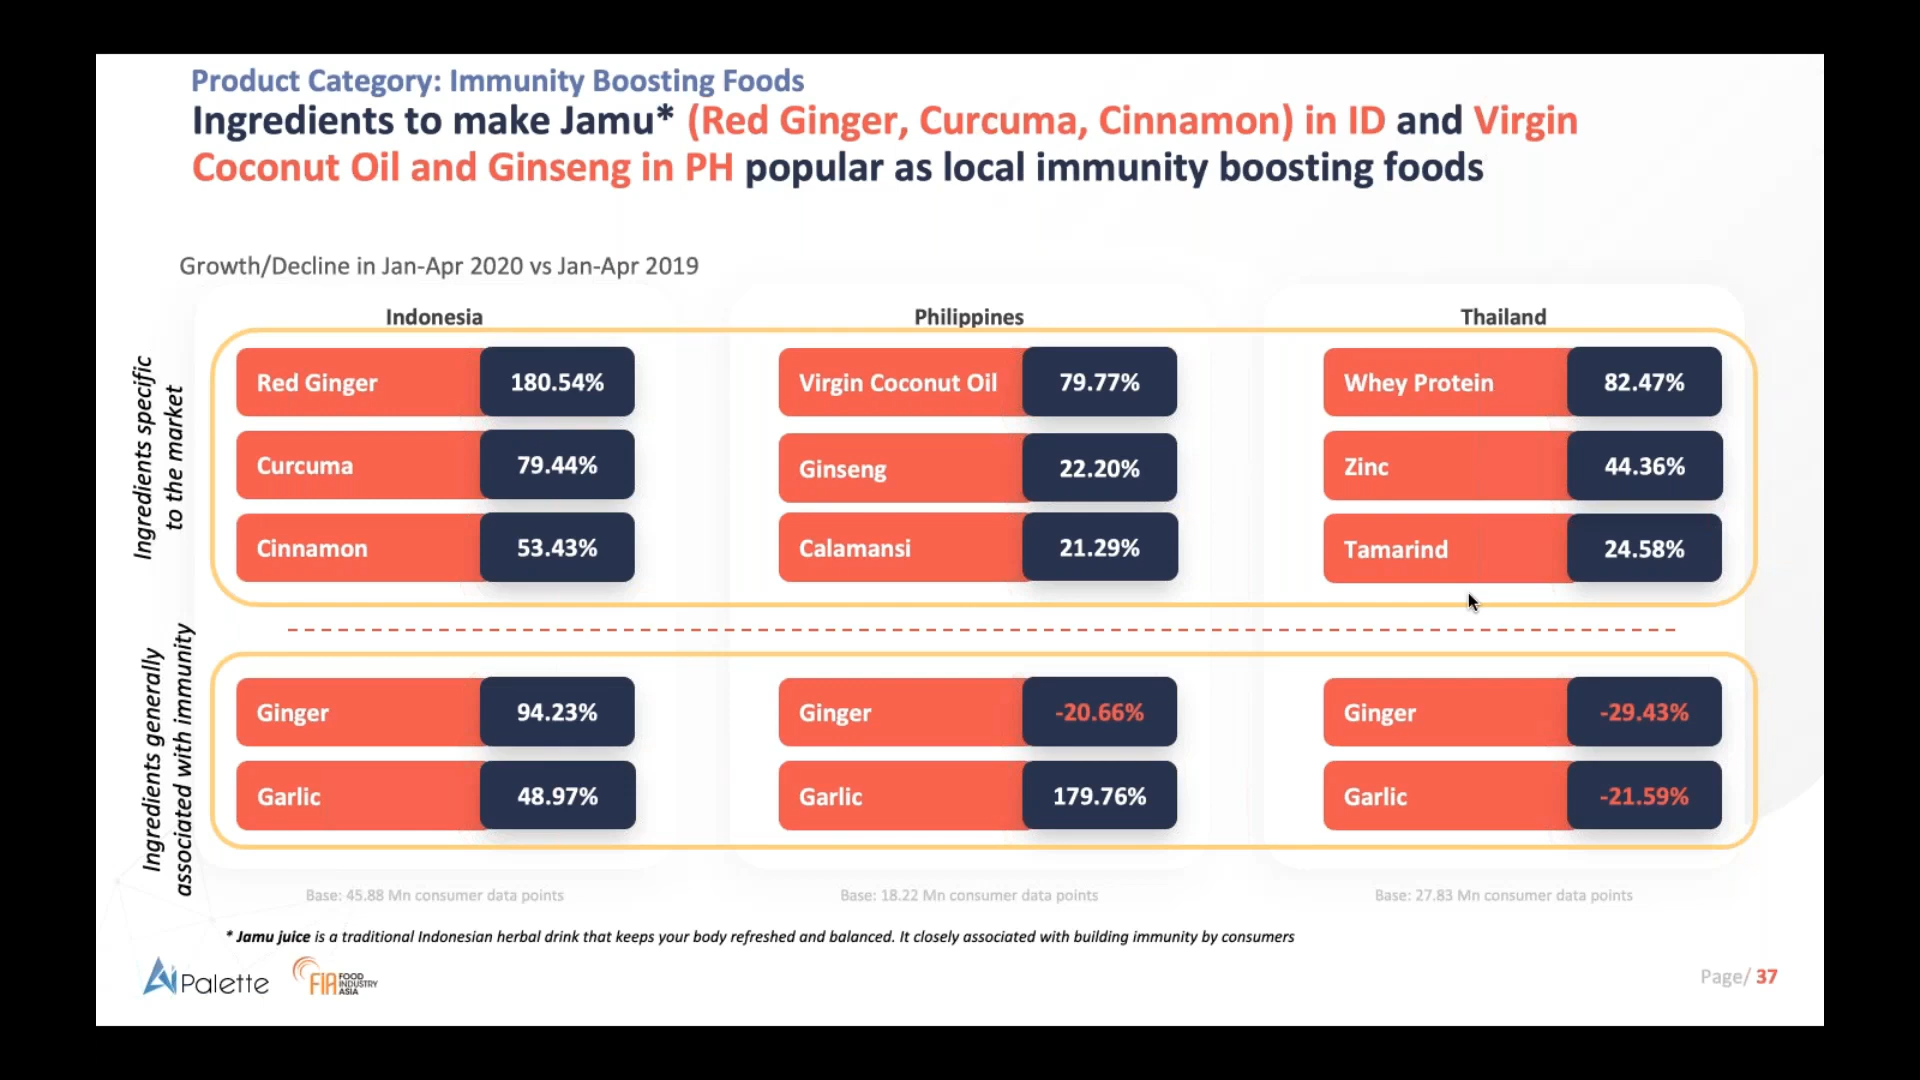 Product Category: Immunity Boosting Foods
Ingredients to make Jamu* (Red Ginger, Curcuma, Cinnamon) in ID and Virgin
Coconut Oil and Ginseng in PH popular as local immunity boosting foods
Growth/Decline in Jan-Apr 2020 vs Jan-Apr 2019
Indonesia
Philippines
Thailand
Ingredients specific
to the market
Red Ginger 180.54%
Virgin Coconut Oil 79.77%
Whey Protein 82.47%
Curcuma 79.44%
Ginseng 22.20%
Zinc 44.36%
Cinnamon 53.43%
Calamansi 21.29%
Tamarind 24.58%
Ingredients generally
associated with immunity
Ginger 94.23%
Ginger -20.66%
Ginger -29.43%
Garlic 48.97%
Garlic 179.76%
Garlic -21.59%
Base: 45.88 Mn consumer data points
Base: 18.22 Mn consumer data points
Base: 27.83 Mn consumer data points
* Jamu juice is a traditional Indonesian herbal drink that keeps your body refreshed and balanced. It closely associated with building immunity by consumers
Ai Palette
FIA FOOD
INDUSTRY
ASIA
Page/ 37